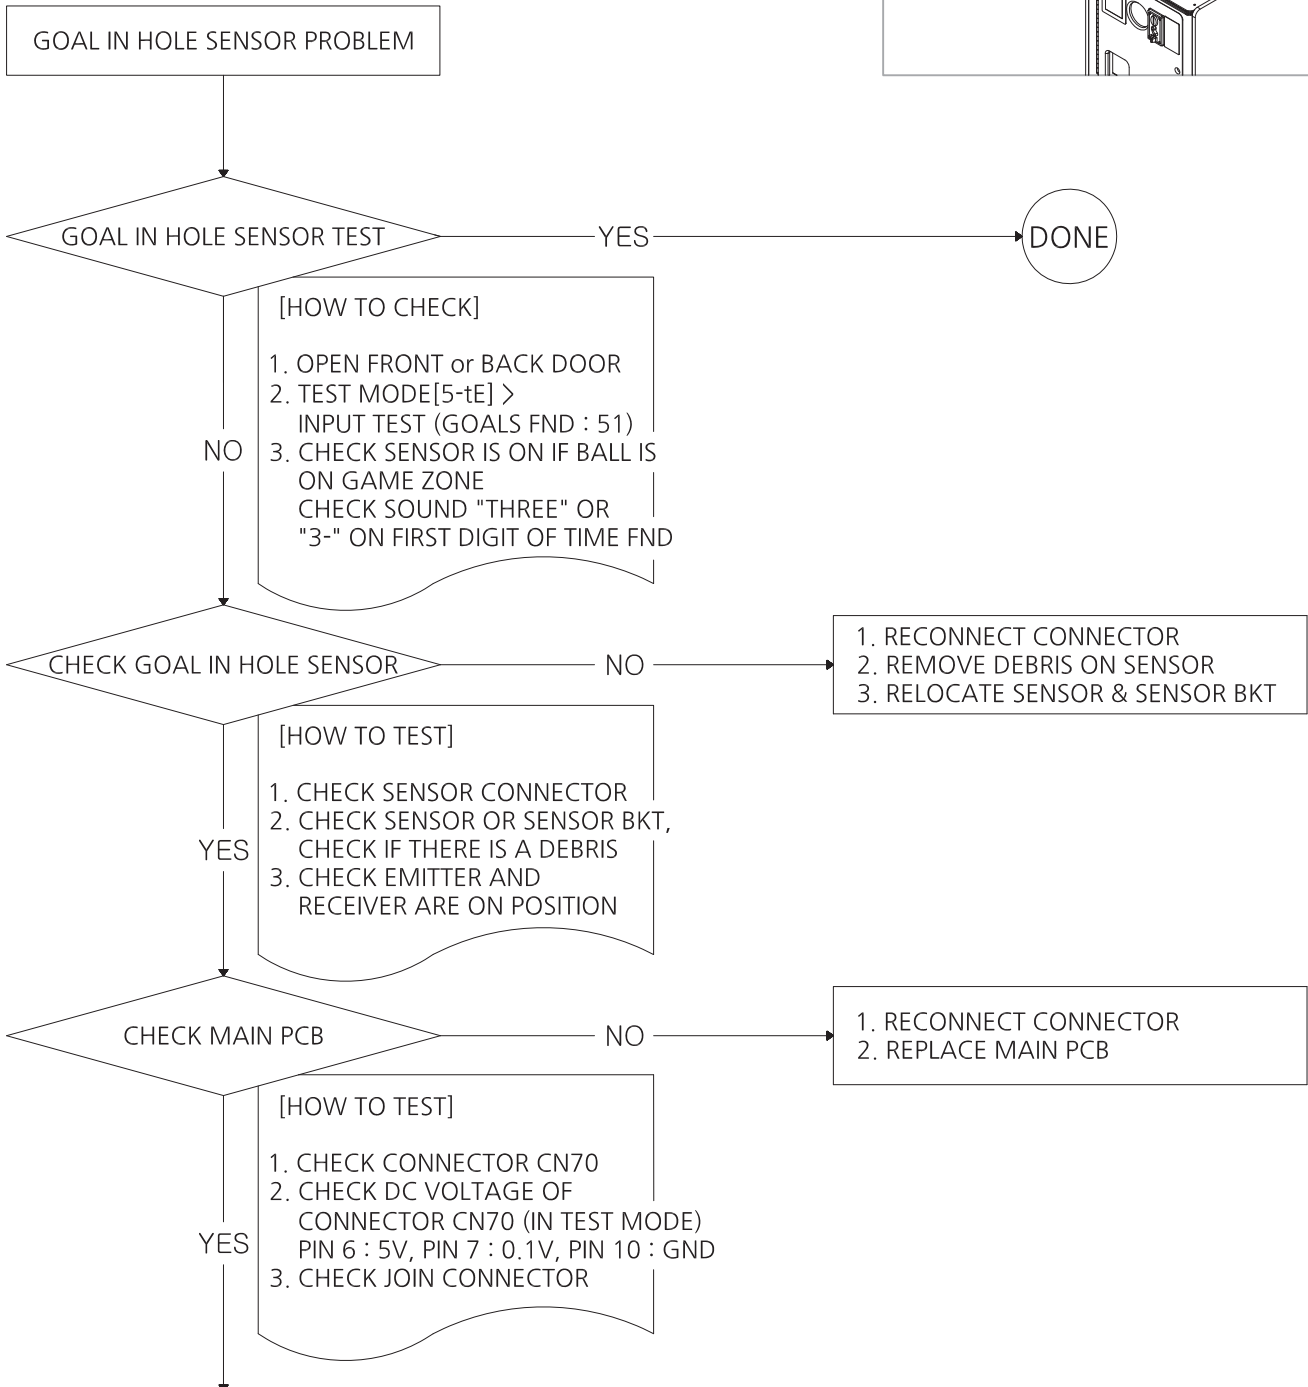 GOAL IN HOLE SENSOR PROBLEM
GOAL IN HOLE SENSOR TEST
YES
DONE
[HOW TO CHECK]
1. OPEN FRONT or BACK DOOR
2. TEST MODE[5-tE] >
INPUT TEST (GOALS FND : 51)
3. CHECK SENSOR IS ON IF BALL IS
ON GAME ZONE
CHECK SOUND "THREE" OR
"3-" ON FIRST DIGIT OF TIME FND
NO
CHECK GOAL IN HOLE SENSOR
NO
1. RECONNECT CONNECTOR
2. REMOVE DEBRIS ON SENSOR
3. RELOCATE SENSOR & SENSOR BKT
[HOW TO TEST]
1. CHECK SENSOR CONNECTOR
2. CHECK SENSOR OR SENSOR BKT,
CHECK IF THERE IS A DEBRIS
3. CHECK EMITTER AND
RECEIVER ARE ON POSITION
YES
CHECK MAIN PCB
NO
1. RECONNECT CONNECTOR
2. REPLACE MAIN PCB
[HOW TO TEST]
1. CHECK CONNECTOR CN70
2. CHECK DC VOLTAGE OF
CONNECTOR CN70 (IN TEST MODE)
PIN 6 : 5V, PIN 7 : 0.1V, PIN 10 : GND
3. CHECK JOIN CONNECTOR
YES